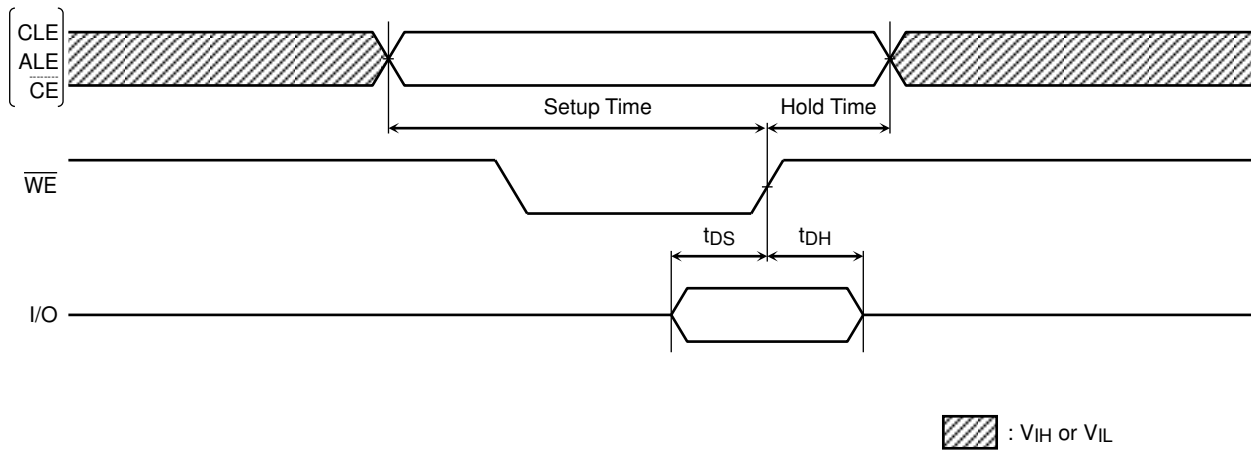 CLE
ALE
CE
Setup Time
Hold Time
WE
tDS
tDH
I/O
: VIH or VIL